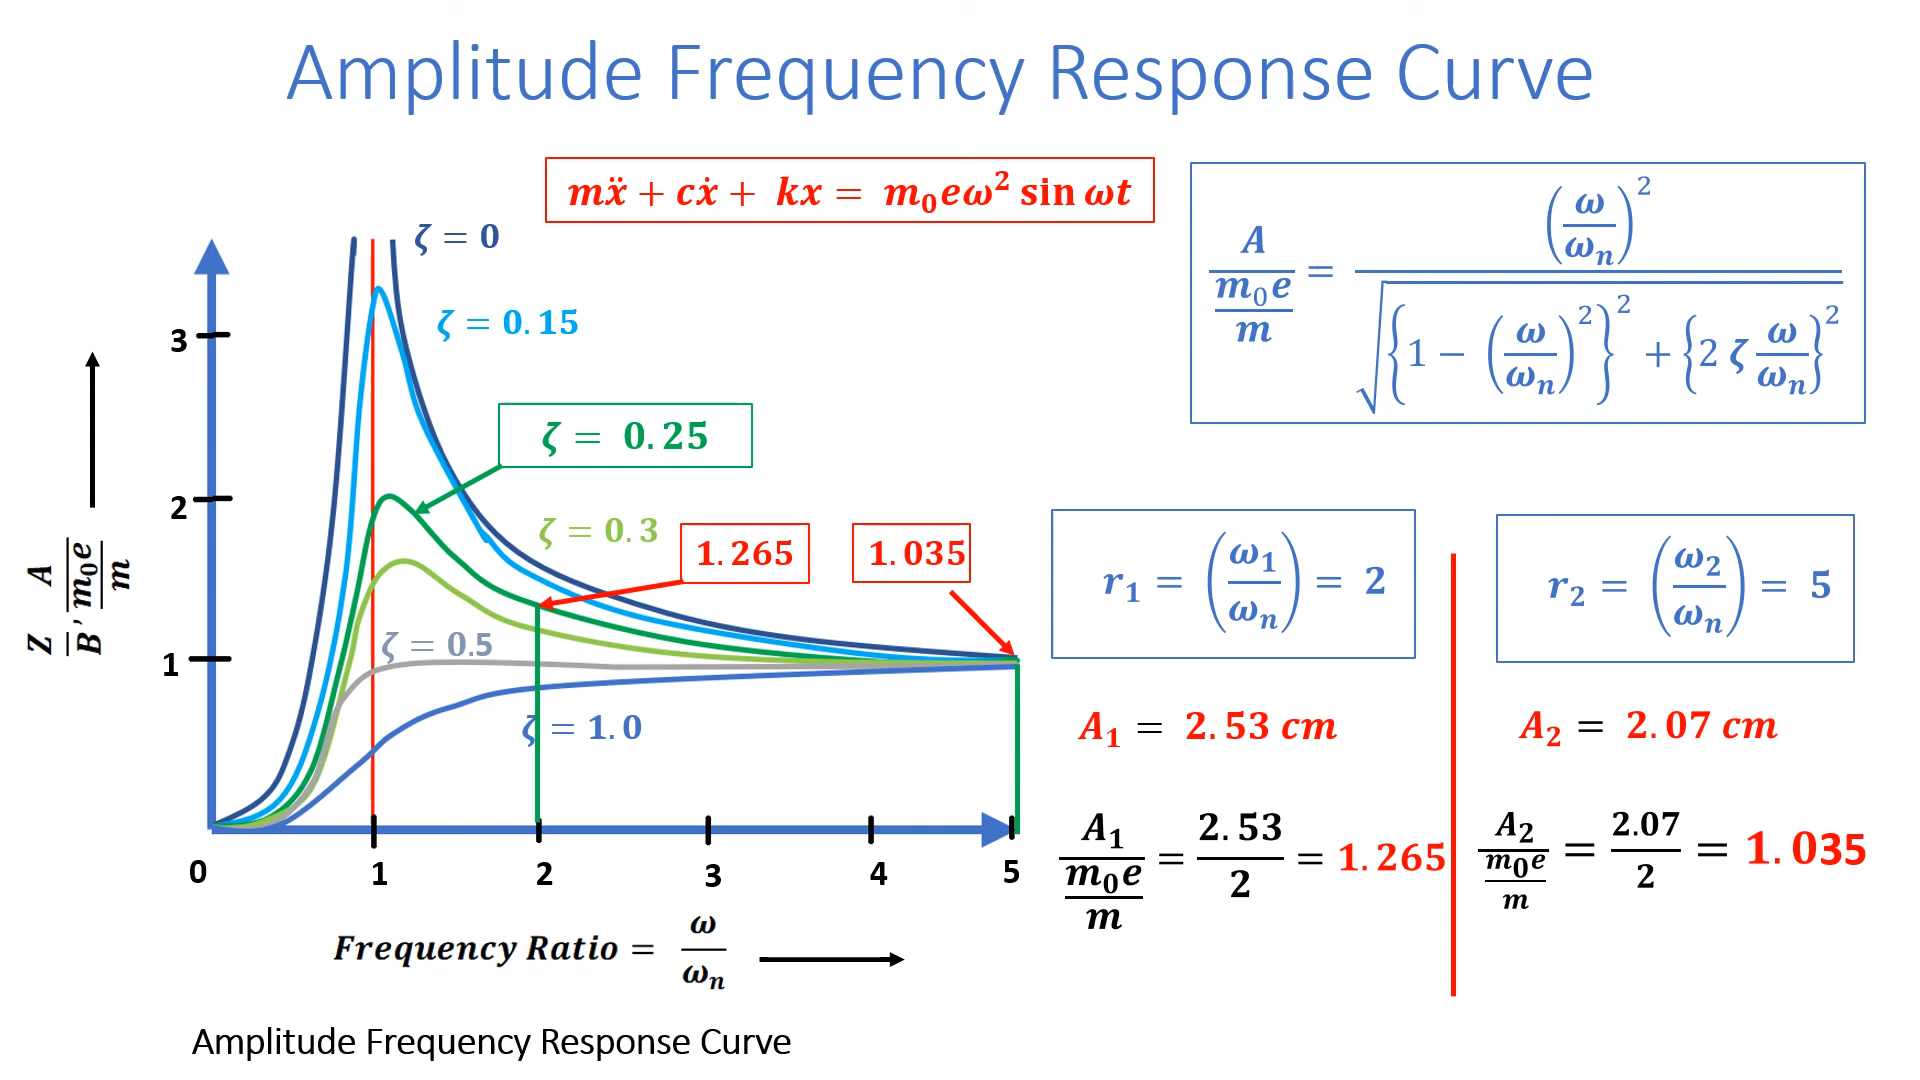 Amplitude Frequency Response Curve
mẍ + cẋ + kx = m₀eω² sin ωt
A / (m₀e / m) = (ω/ωₙ)² / √({1 − (ω/ωₙ)²}² + {2 ζ ω/ωₙ}²)
ζ = 0
ζ = 0.15
ζ = 0.25
ζ = 0.3
1.265
1.035
ζ = 0.5
ζ = 1.0
3
2
1
Z/B, A/(m₀e/m)
0 1 2 3 4 5
Frequency Ratio = ω/ωₙ
r₁ = (ω₁/ωₙ) = 2
A₁ = 2.53 cm
A₁/(m₀e/m) = 2.53/2 = 1.265
r₂ = (ω₂/ωₙ) = 5
A₂ = 2.07 cm
A₂/(m₀e/m) = 2.07/2 = 1.035
Amplitude Frequency Response Curve